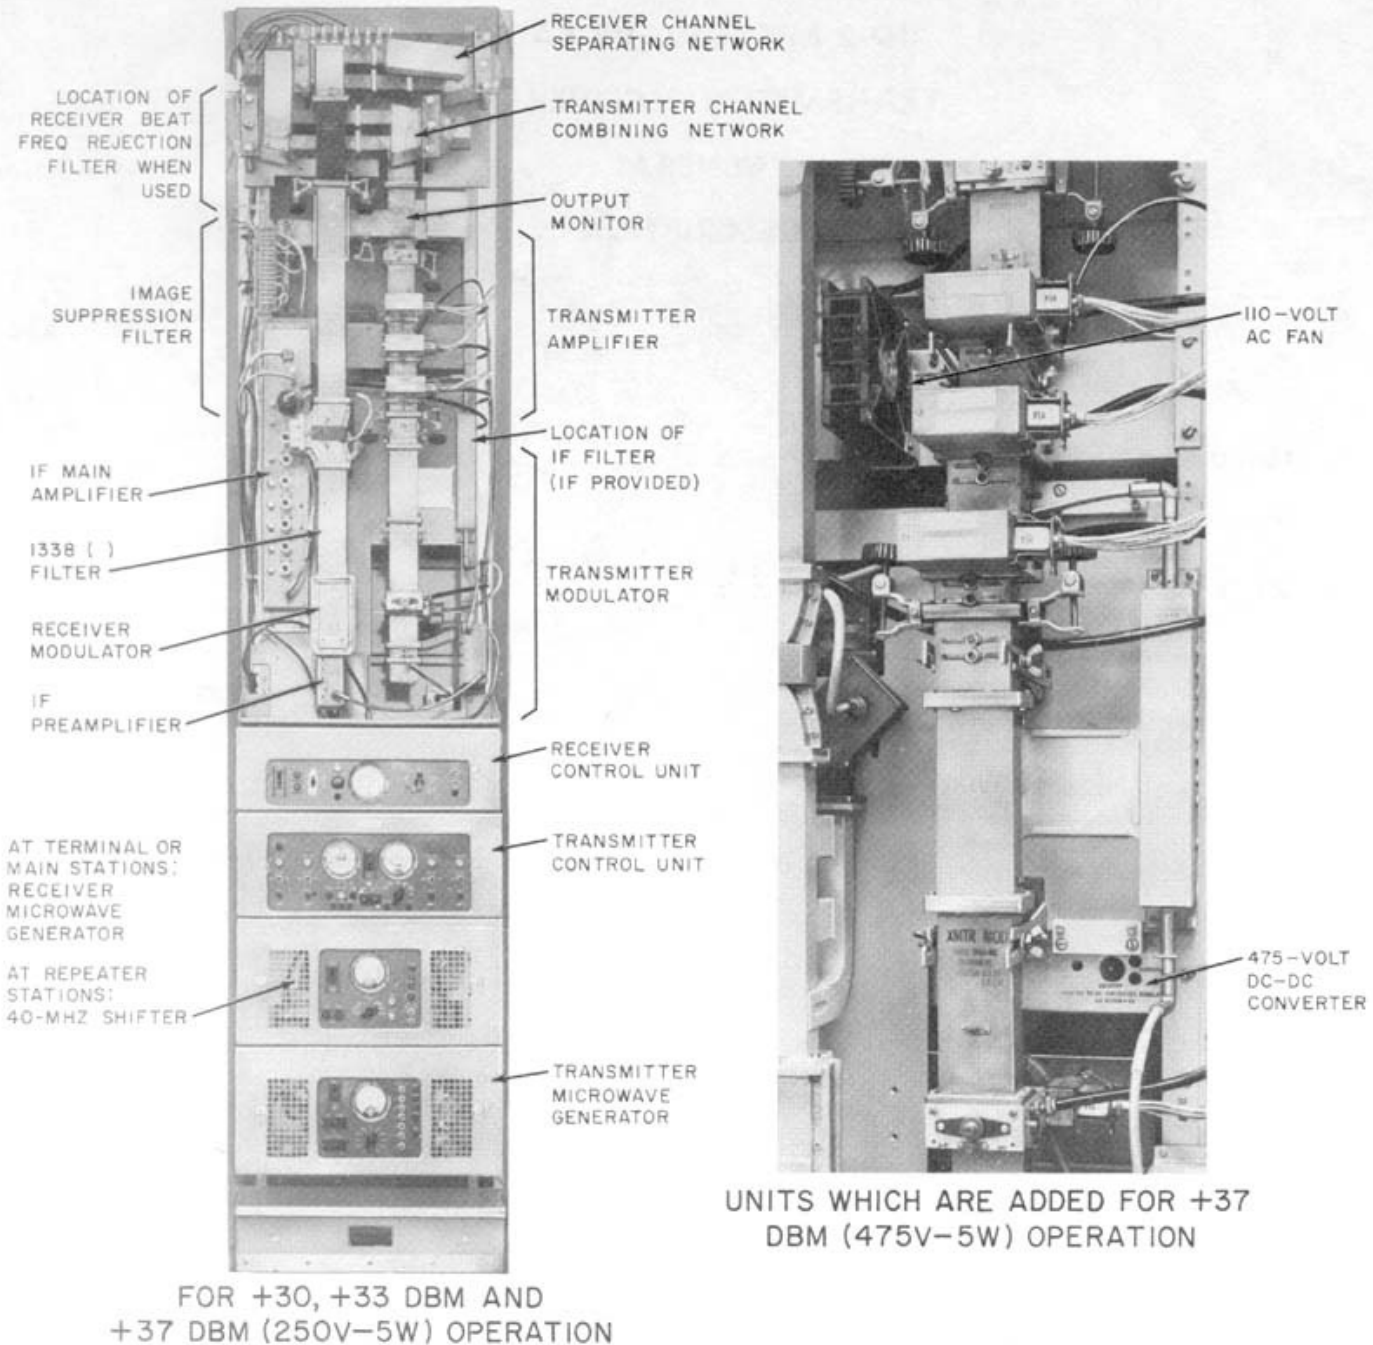 RECEIVER CHANNEL
SEPARATING NETWORK
LOCATION OF
RECEIVER BEAT
FREQ REJECTION
FILTER WHEN
USED
TRANSMITTER CHANNEL
COMBINING NETWORK
OUTPUT
MONITOR
IMAGE
SUPPRESSION
FILTER
TRANSMITTER
AMPLIFIER
LOCATION OF
IF FILTER
(IF PROVIDED)
IF MAIN
AMPLIFIER
1338 ( )
FILTER
TRANSMITTER
MODULATOR
RECEIVER
MODULATOR
IF
PREAMPLIFIER
RECEIVER
CONTROL UNIT
TRANSMITTER
CONTROL UNIT
AT TERMINAL OR
MAIN STATIONS:
RECEIVER
MICROWAVE
GENERATOR
AT REPEATER
STATIONS:
40-MHZ SHIFTER
TRANSMITTER
MICROWAVE
GENERATOR
FOR +30, +33 DBM AND
+37 DBM (250V-5W) OPERATION
110-VOLT
AC FAN
XMTR MOD
475-VOLT
DC-DC
CONVERTER
UNITS WHICH ARE ADDED FOR +37
DBM (475V-5W) OPERATION